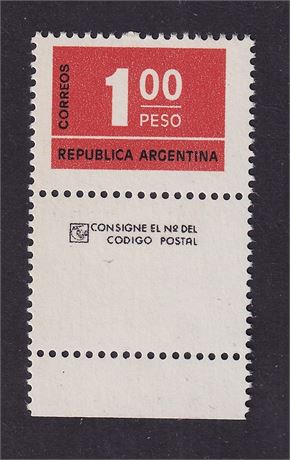 CORREOS
1 00
PESO
REPUBLICA ARGENTINA
CONSIGNE EL Nº DEL
CODIGO POSTAL